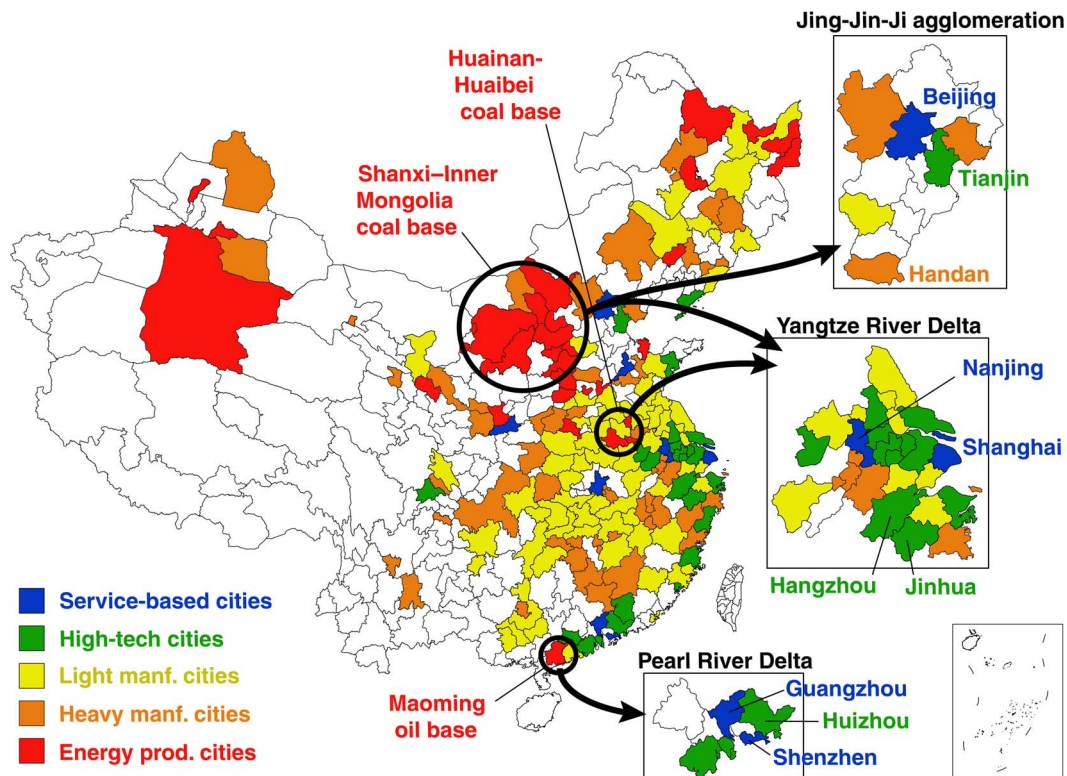 Jing-Jin-Ji agglomeration
Huainan-
Huaibei
coal base
Beijing
Tianjin
Handan
Shanxi–Inner
Mongolia
coal base
Yangtze River Delta
Nanjing
Shanghai
Hangzhou
Jinhua
Service-based cities
High-tech cities
Light manf. cities
Heavy manf. cities
Energy prod. cities
Maoming
oil base
Pearl River Delta
Guangzhou
Huizhou
Shenzhen